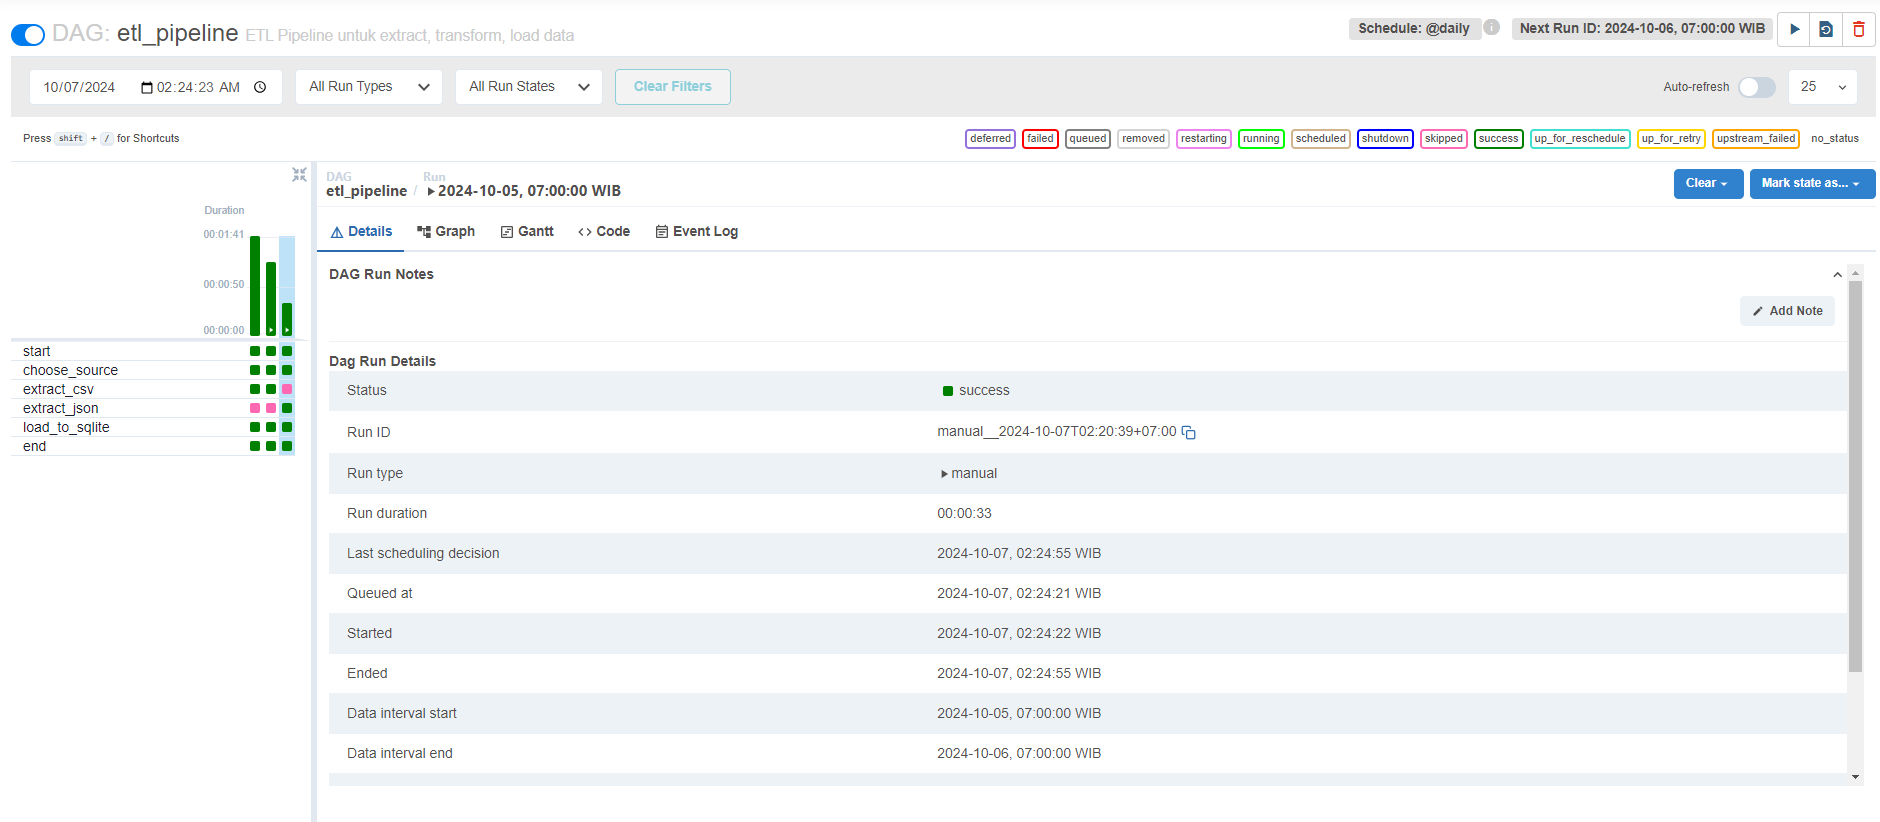 DAG: etl_pipeline ETL Pipeline untuk extract, transform, load data
Schedule: @daily
Next Run ID: 2024-10-06, 07:00:00 WIB
10/07/2024 02:24:23 AM
All Run Types
All Run States
Clear Filters
Auto-refresh
25
Press shift + / for Shortcuts
deferred failed queued removed restarting running scheduled shutdown skipped success up_for_reschedule up_for_retry upstream_failed no_status
Duration
00:01:41
00:00:50
00:00:00
start
choose_source
extract_csv
extract_json
load_to_sqlite
end
DAG
etl_pipeline
/
Run
2024-10-05, 07:00:00 WIB
Clear
Mark state as...
Details
Graph
Gantt
Code
Event Log
DAG Run Notes
Add Note
Dag Run Details
Status success
Run ID manual__2024-10-07T02:20:39+07:00
Run type manual
Run duration 00:00:33
Last scheduling decision 2024-10-07, 02:24:55 WIB
Queued at 2024-10-07, 02:24:21 WIB
Started 2024-10-07, 02:24:22 WIB
Ended 2024-10-07, 02:24:55 WIB
Data interval start 2024-10-05, 07:00:00 WIB
Data interval end 2024-10-06, 07:00:00 WIB